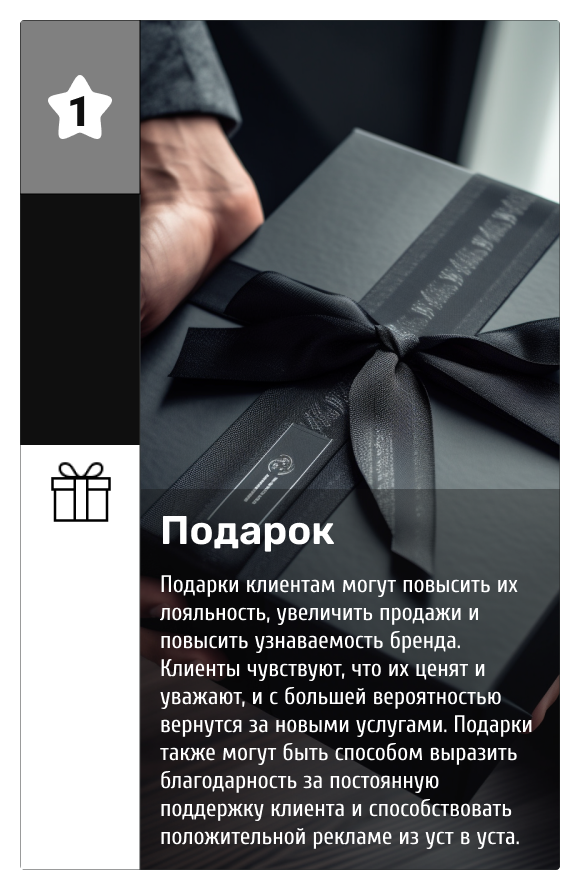 1
Подарок
Подарки клиентам могут повысить их
лояльность, увеличить продажи и
повысить узнаваемость бренда.
Клиенты чувствуют, что их ценят и
уважают, и с большей вероятностью
вернутся за новыми услугами. Подарки
также могут быть способом выразить
благодарность за постоянную
поддержку клиента и способствовать
положительной рекламе из уст в уста.